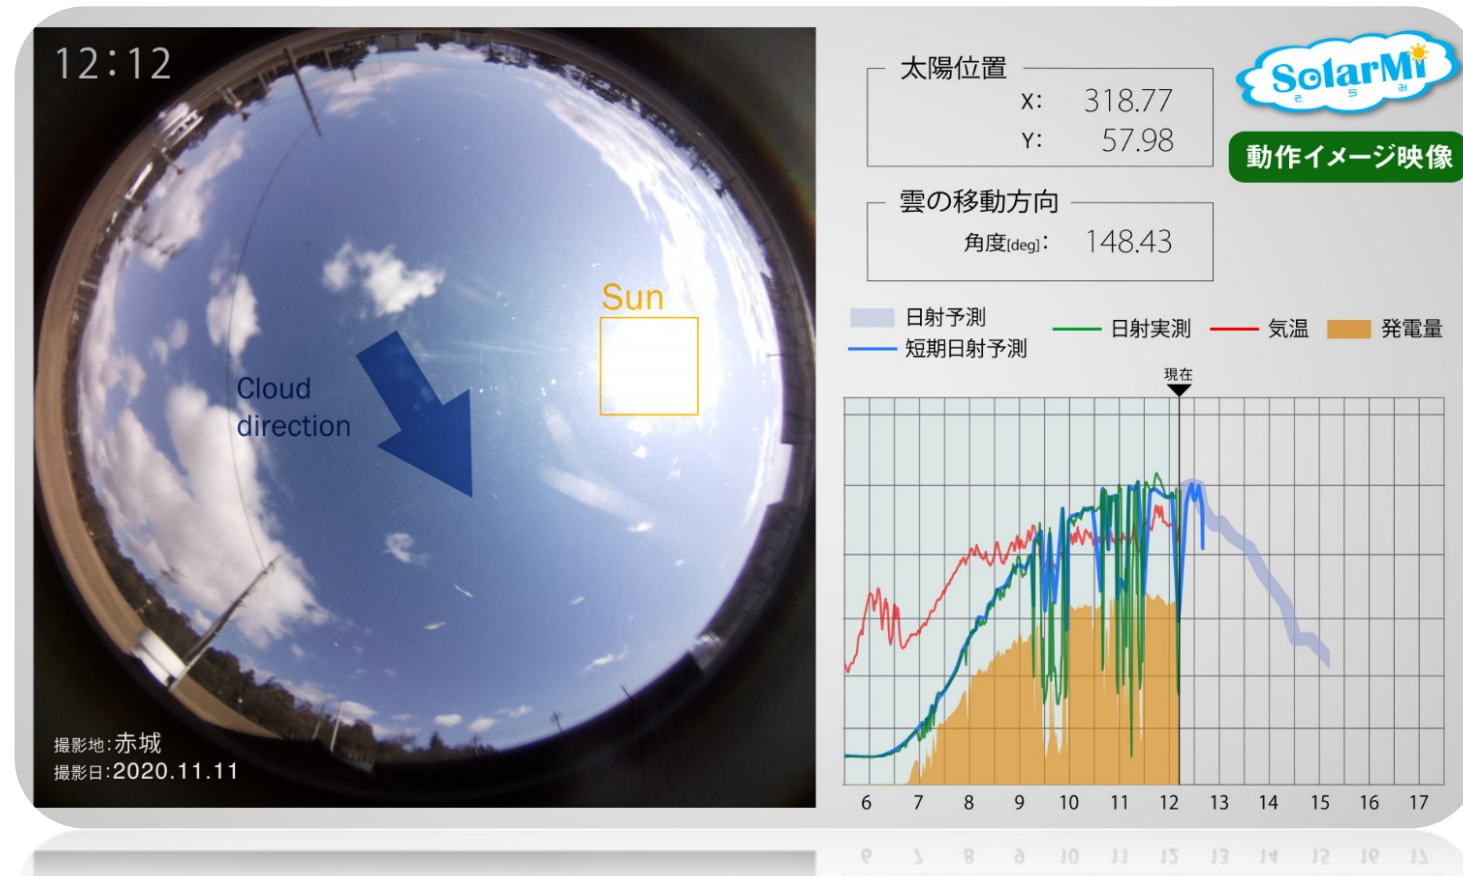 12:12
Sun
Cloud
direction
撮影地:赤城
撮影日:2020.11.11
太陽位置
X: 318.77
Y: 57.98
雲の移動方向
角度[deg]: 148.43
SolarMi
そ ら み
動作イメージ映像
日射予測
短期日射予測
日射実測
気温
発電量
現在
6 7 8 9 10 11 12 13 14 15 16 17